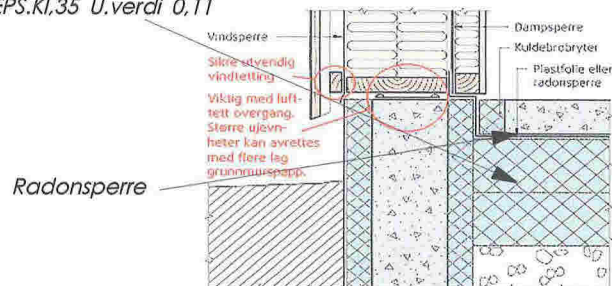 EPS.Kl,35 U.verdi 0,11
Vindsperre
Dampsperre
Kuldebrobryter
Plastfolie eller
radonsperre
Sikre utvendig
vindtetting
Viktig med luft-
tett overgang.
Større ujevn-
heter kan avrettes
med flere lag
grunnmurspapp.
Radonsperre